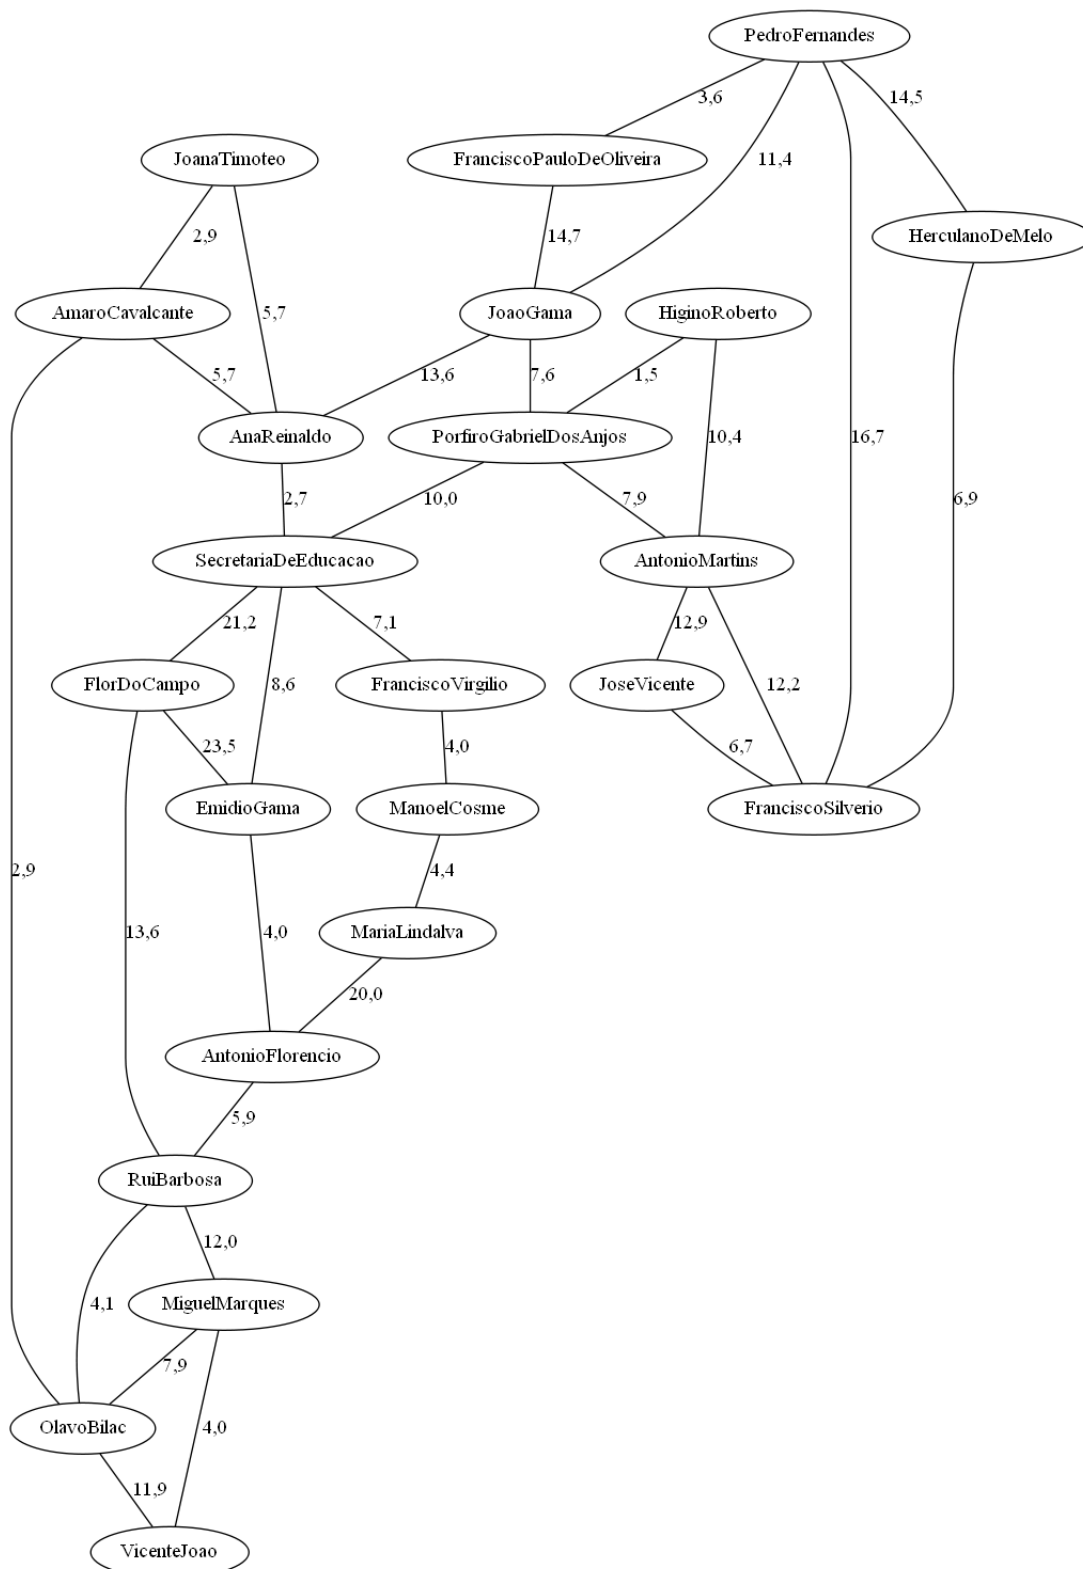 PedroFernandes
3,6
14,5
JoanaTimoteo
FranciscoPauloDeOliveira
11,4
2,9
14,7
HerculanoDeMelo
AmaroCavalcante
5,7
JoaoGama
HiginoRoberto
5,7
13,6
7,6
1,5
AnaReinaldo
PorfiroGabrielDosAnjos
10,4
16,7
2,7
10,0
7,9
6,9
SecretariaDeEducacao
AntonioMartins
21,2
7,1
12,9
FlorDoCampo
8,6
FranciscoVirgilio
JoseVicente
12,2
23,5
4,0
6,7
EmidioGama
ManoelCosme
FranciscoSilverio
2,9
4,4
13,6
4,0
MariaLindalva
20,0
AntonioFlorencio
5,9
RuiBarbosa
12,0
4,1
MiguelMarques
7,9
OlavoBilac
4,0
11,9
VicenteJoao